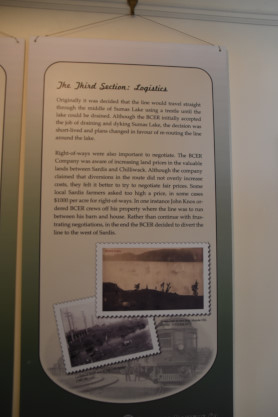 The Third Section: Logistics
Originally it was decided that the line would travel straight
through the middle of Sumas Lake using a trestle until the
lake could be drained. Although the BCER initially accepted
the job of draining and dyking Sumas Lake, the decision was
short-lived and plans changed in favour of re-routing the line
around the lake.
Right-of-ways were also important to negotiate. The BCER
Company was aware of increasing land prices in the valuable
lands between Sardis and Chilliwack. Although the company
claimed that diversions in the route did not overly increase
costs, they felt it better to try to negotiate fair prices. Some
local Sardis farmers asked too high a price, in some cases
per acre for right-of-way. In one instance John Knox or-
dered BCER crews off his property when the line was to run
between his barn and house. Rather than continue with frus-
trating negotiations, in the end the BCER decided to divert the
line to the west of Sardis.